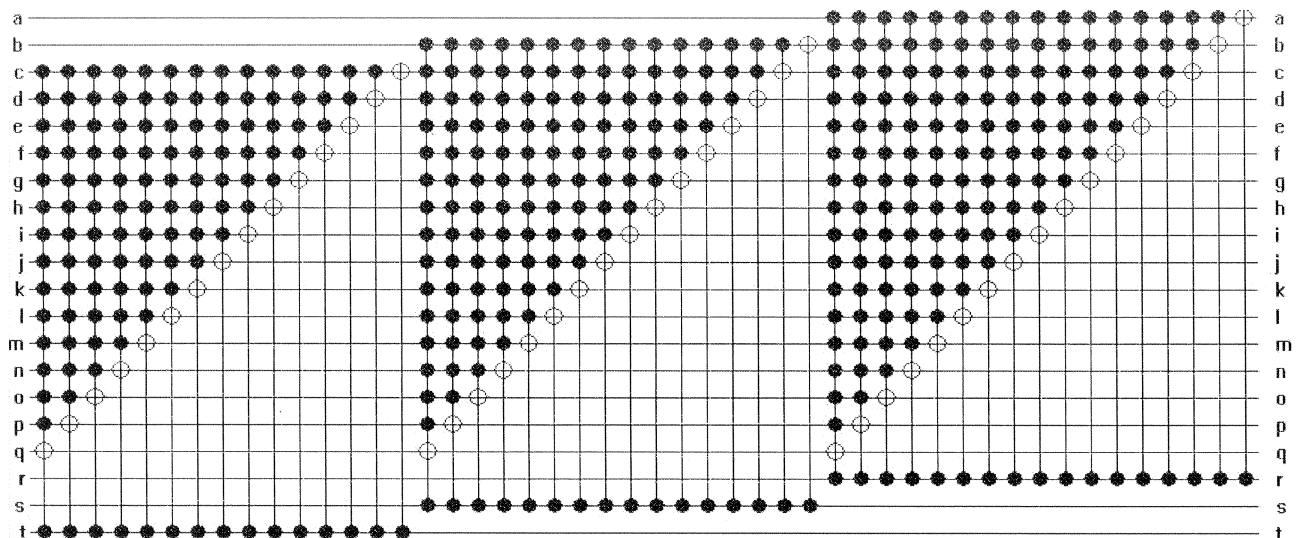 a a
b b
c c
d d
e e
f f
g g
h h
i i
j j
k k
l l
m m
n n
o o
p p
q q
r r
s s
t t